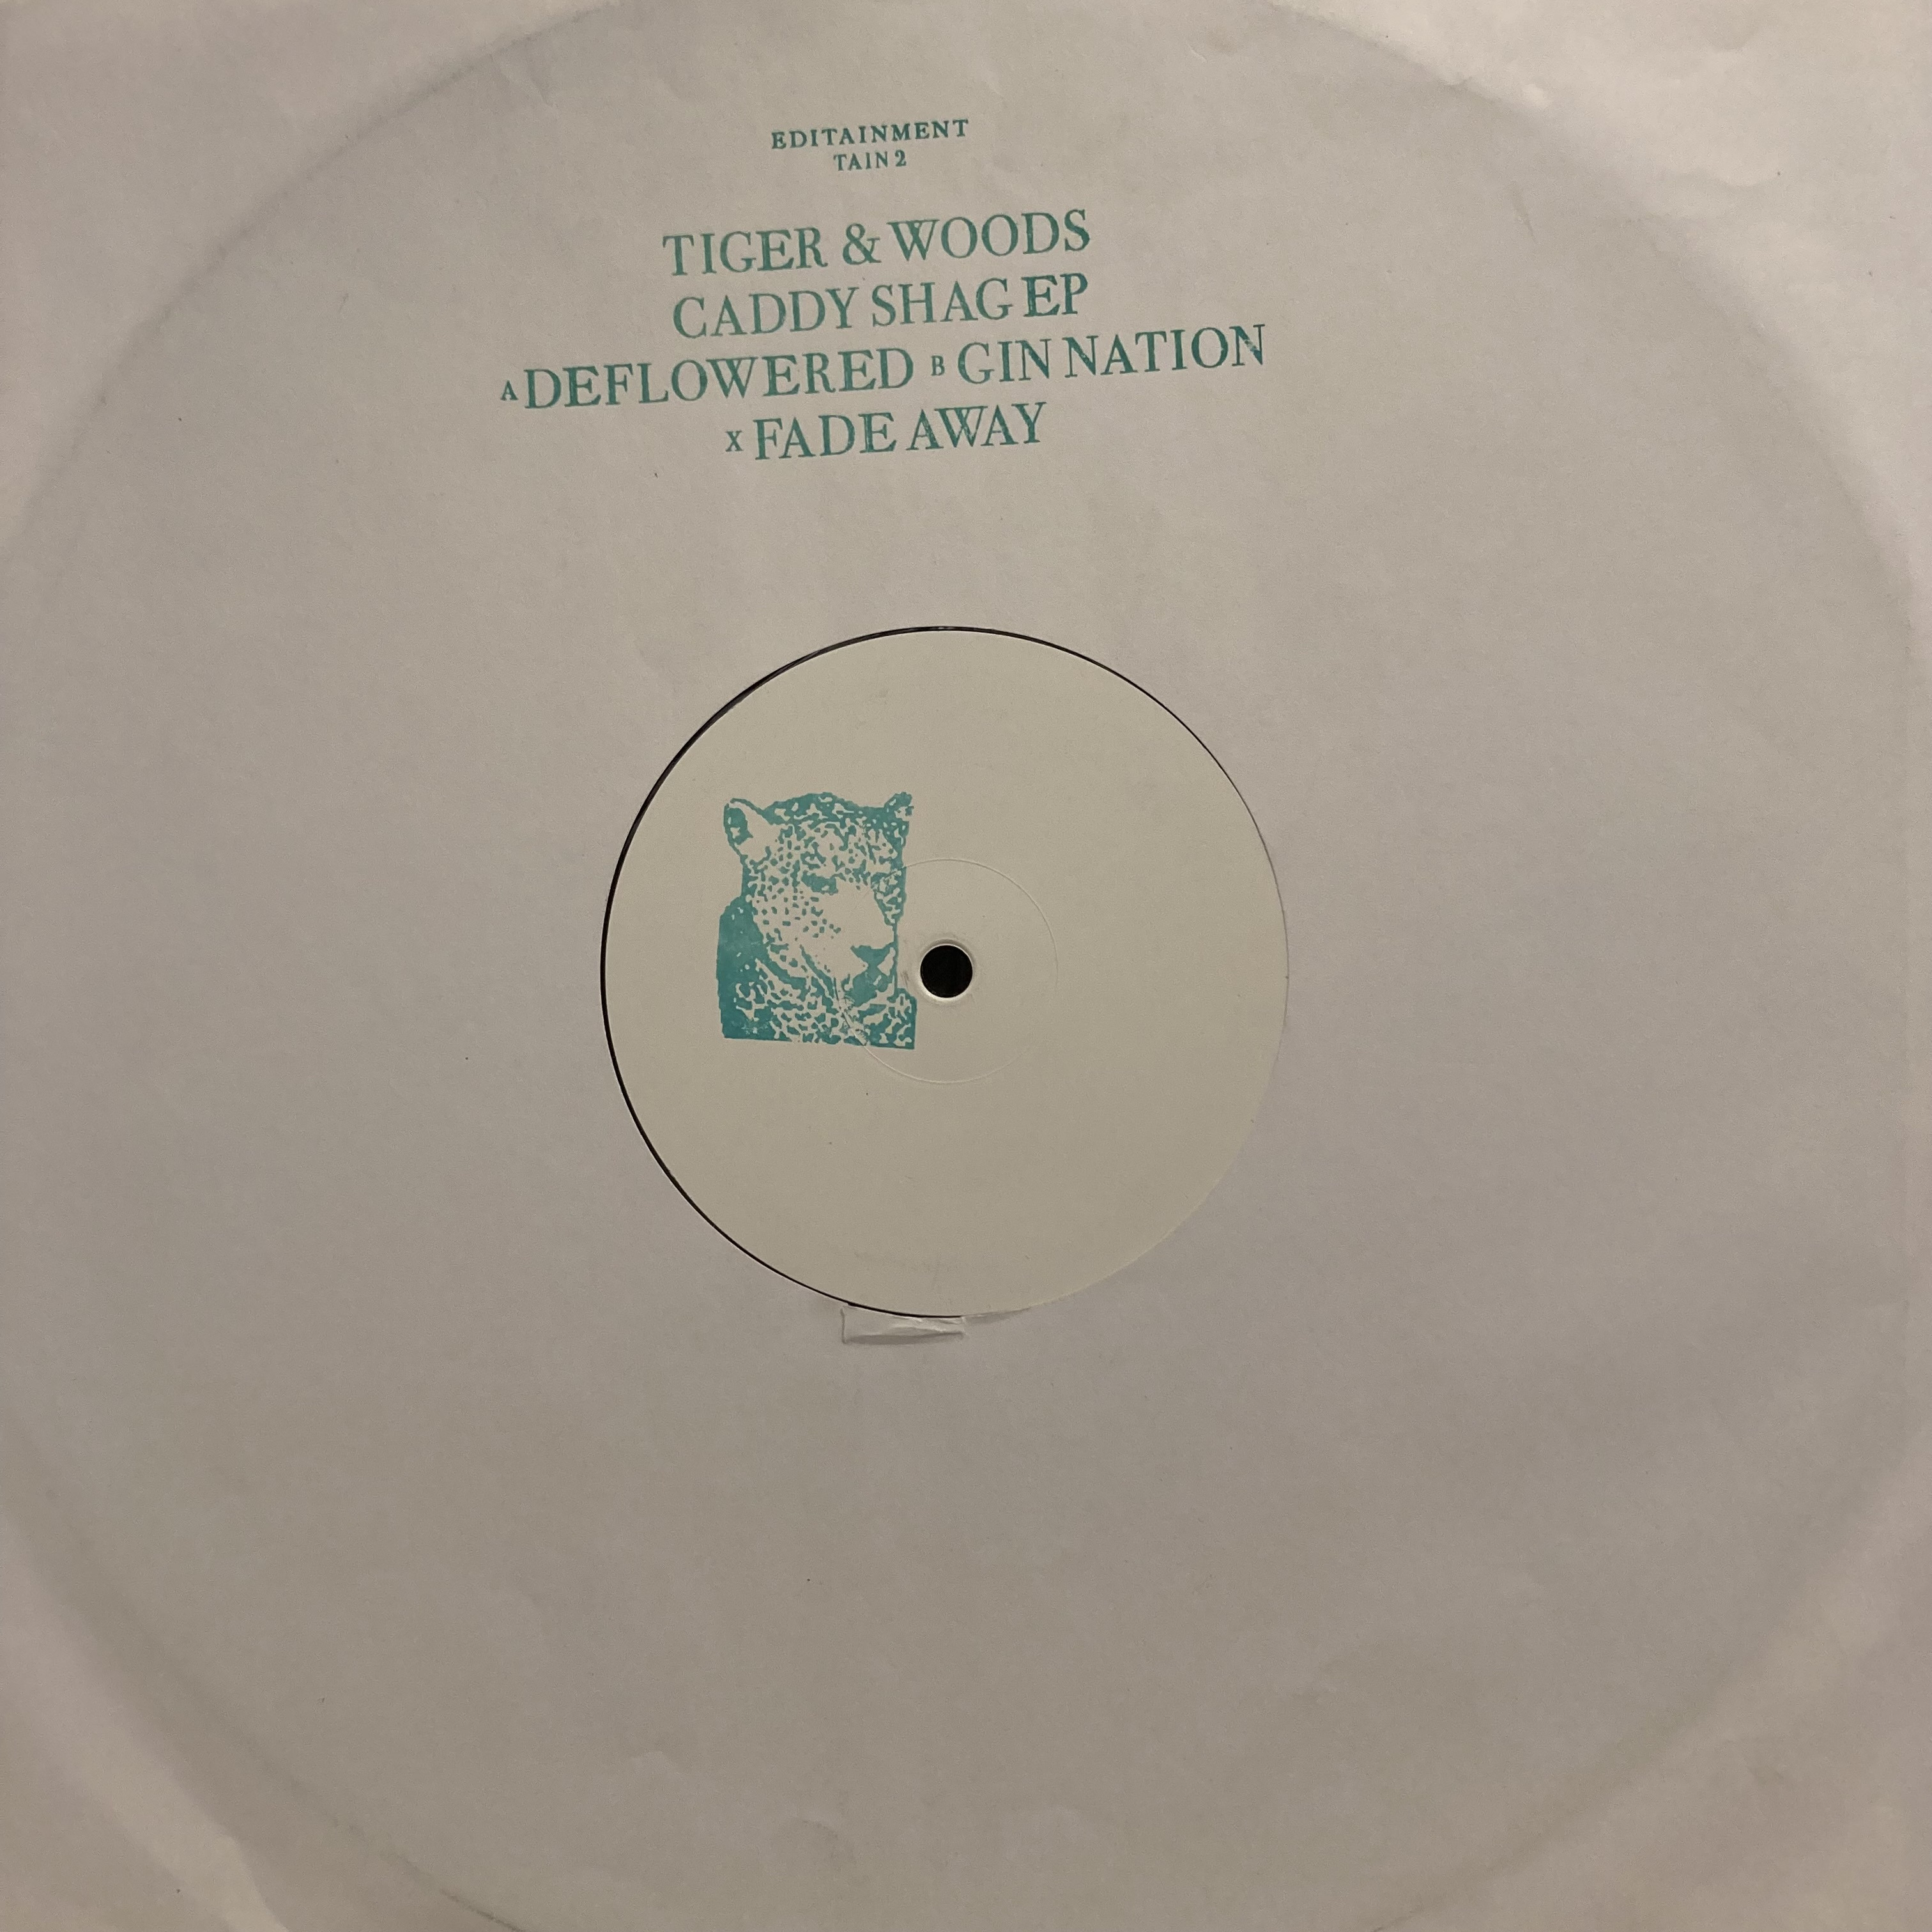 EDITAINMENT
TAIN 2
TIGER & WOODS
CADDY SHAG EP
A DEFLOWERED B GIN NATION
X FADE AWAY